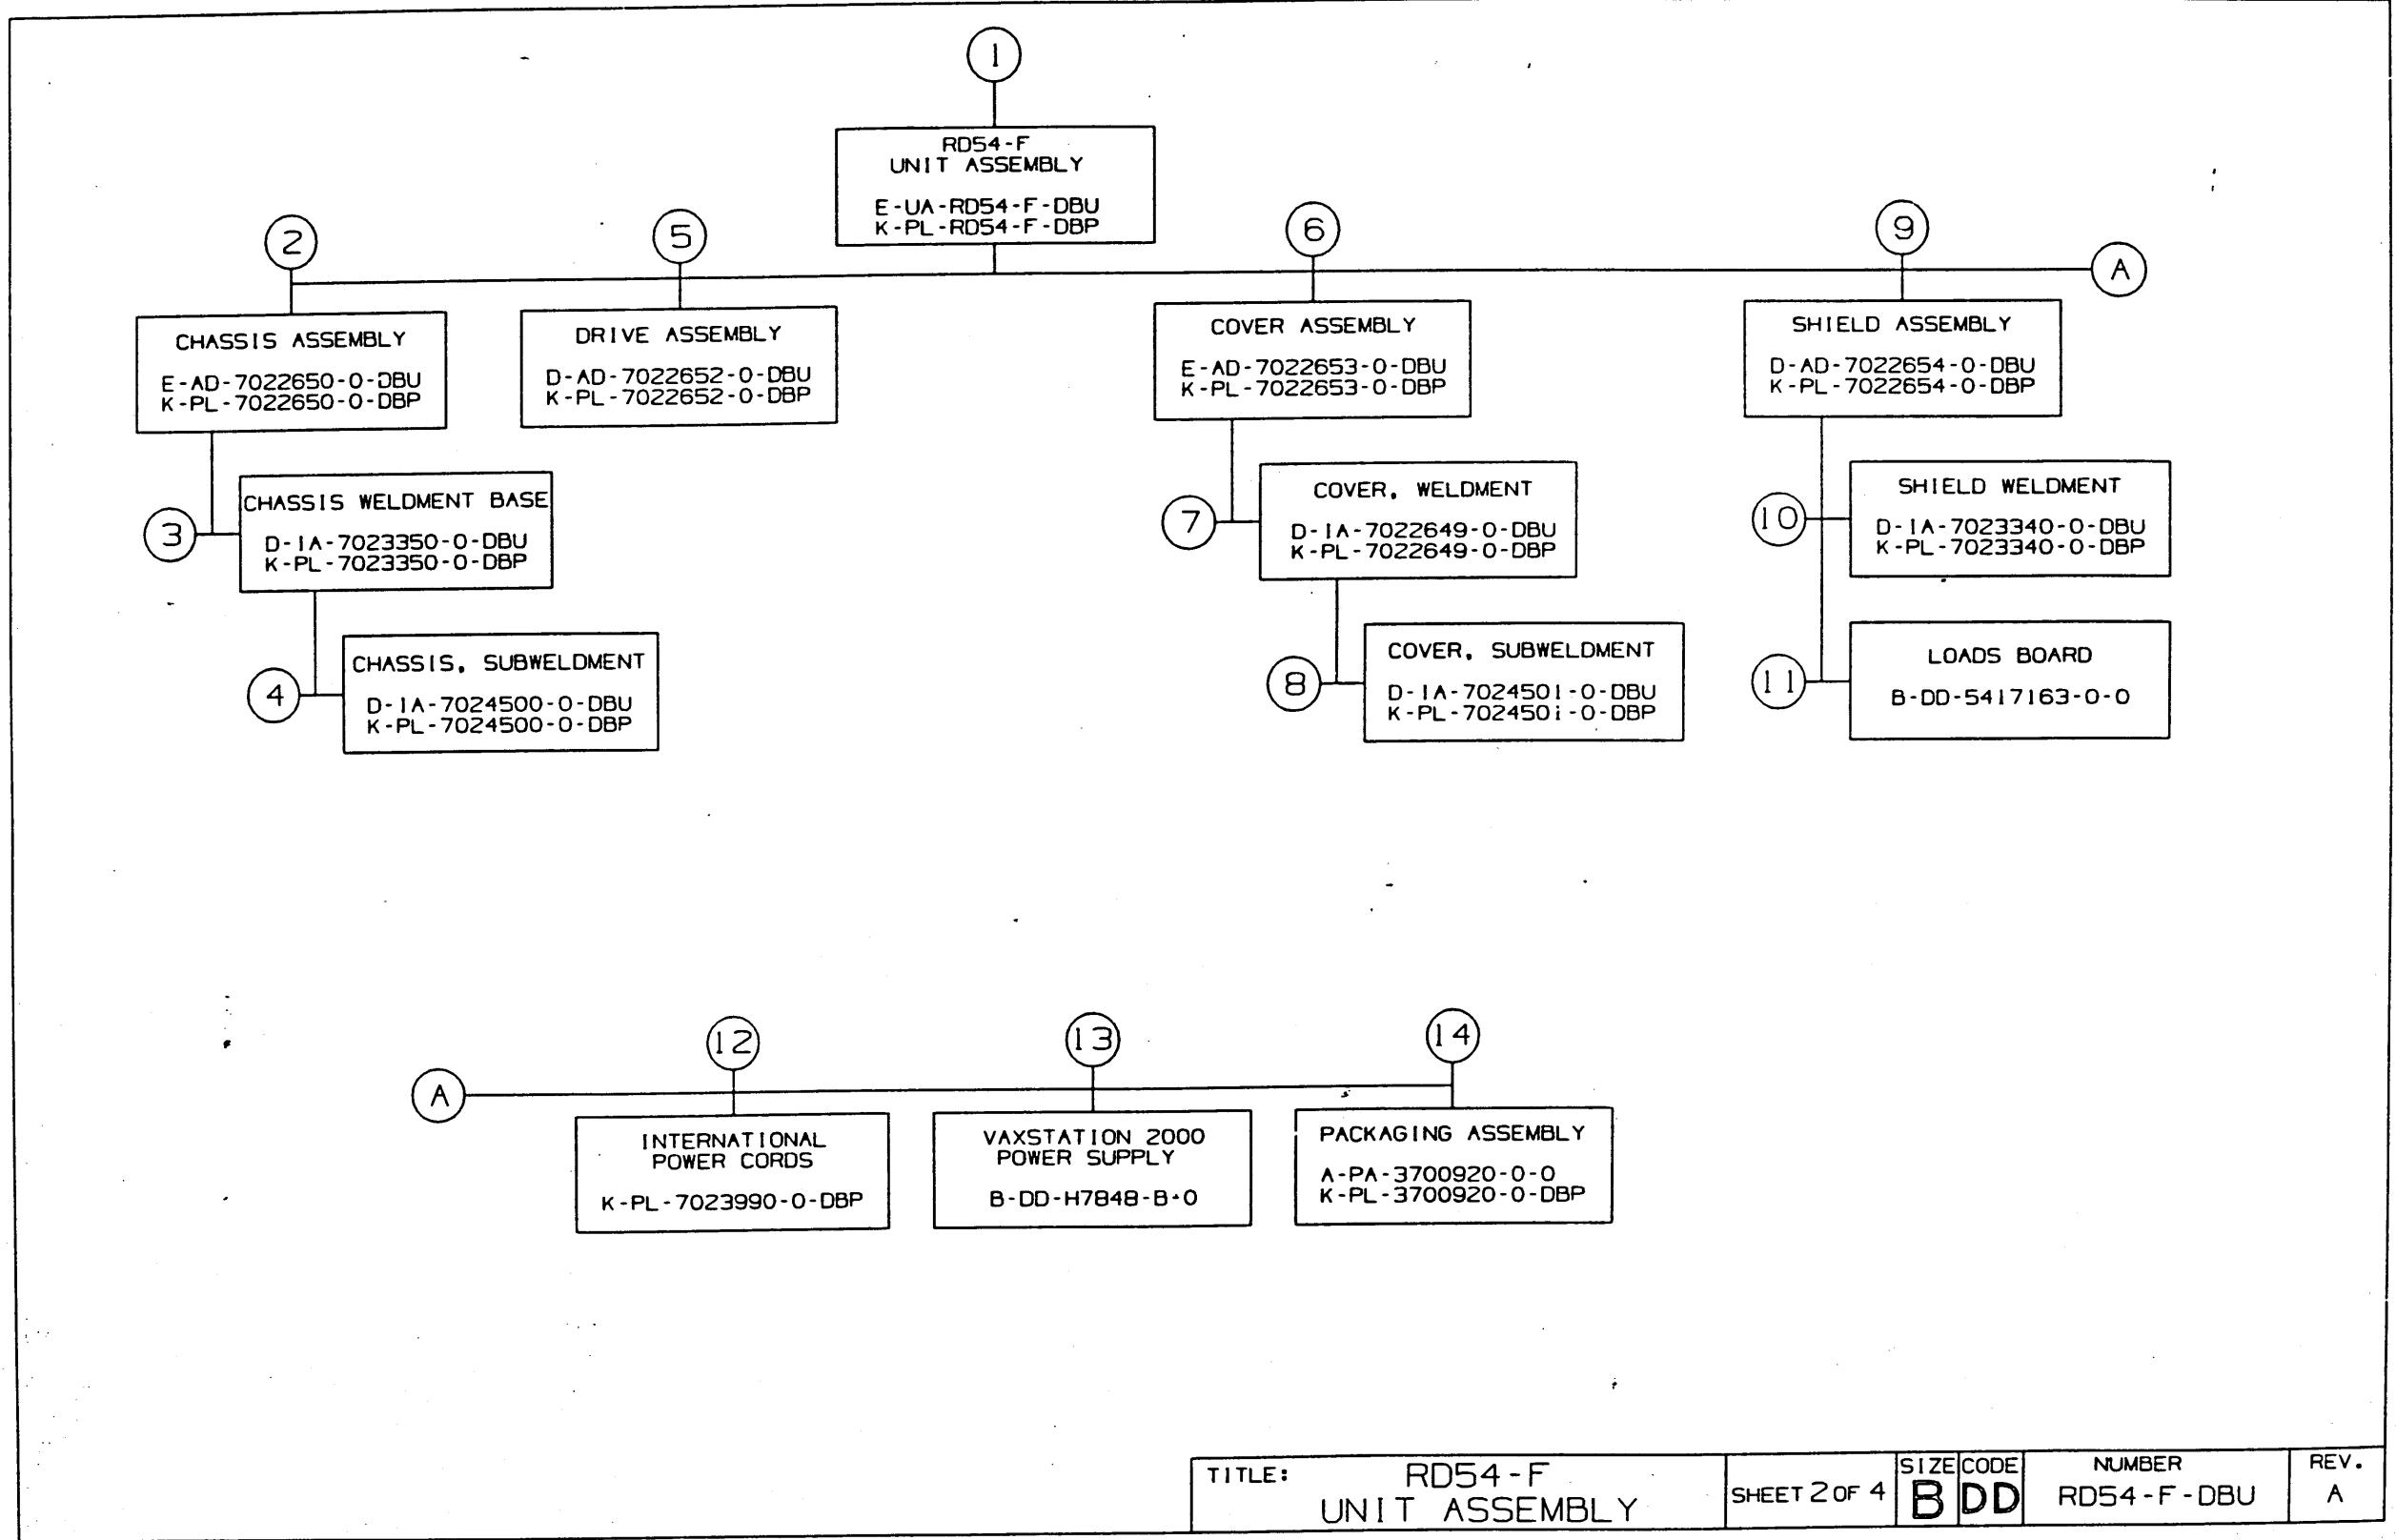 1
RD54-F
UNIT ASSEMBLY
E-UA-RD54-F-DBU
K-PL-RD54-F-DBP
2
5
6
9
A
CHASSIS ASSEMBLY
E-AD-7022650-0-DBU
K-PL-7022650-0-DBP
DRIVE ASSEMBLY
D-AD-7022652-0-DBU
K-PL-7022652-0-DBP
COVER ASSEMBLY
E-AD-7022653-0-DBU
K-PL-7022653-0-DBP
SHIELD ASSEMBLY
D-AD-7022654-0-DBU
K-PL-7022654-0-DBP
3
CHASSIS WELDMENT BASE
D-IA-7023350-0-DBU
K-PL-7023350-0-DBP
7
COVER, WELDMENT
D-IA-7022649-0-DBU
K-PL-7022649-0-DBP
10
SHIELD WELDMENT
D-IA-7023340-0-DBU
K-PL-7023340-0-DBP
4
CHASSIS, SUBWELDMENT
D-IA-7024500-0-DBU
K-PL-7024500-0-DBP
8
COVER, SUBWELDMENT
D-IA-7024501-0-DBU
K-PL-7024501-0-DBP
11
LOADS BOARD
B-DD-5417163-0-0
A
12
13
14
INTERNATIONAL
POWER CORDS
K-PL-7023990-0-DBP
VAXSTATION 2000
POWER SUPPLY
B-DD-H7848-B-0
PACKAGING ASSEMBLY
A-PA-3700920-0-0
K-PL-3700920-0-DBP
TITLE:
RD54-F
UNIT ASSEMBLY
SHEET 2 OF 4
SIZE
B
CODE
DD
NUMBER
RD54-F-DBU
REV.
A